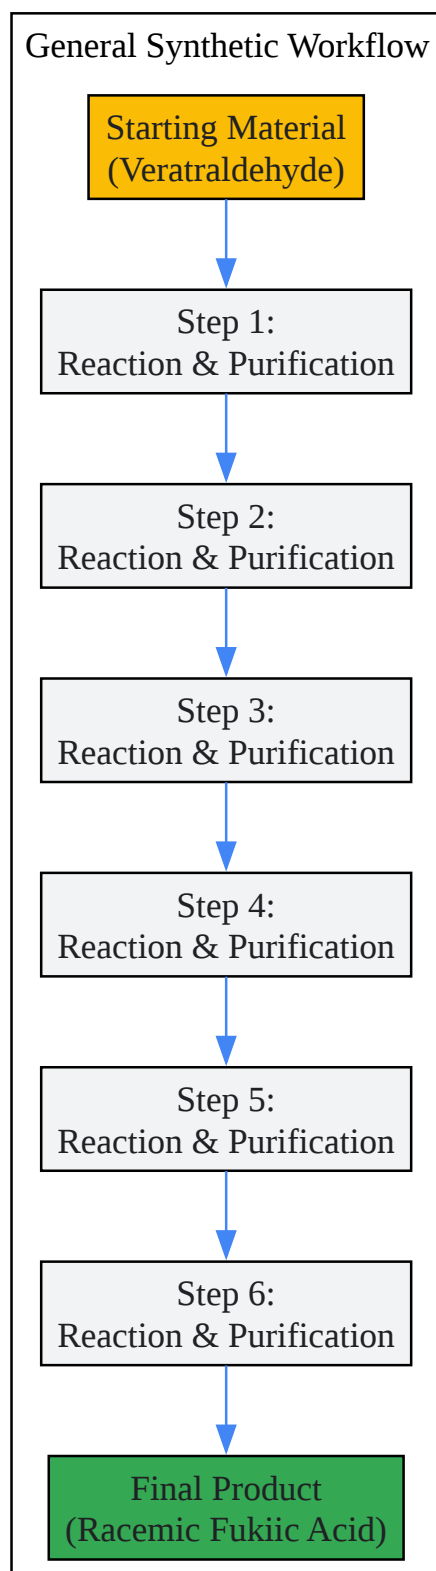 General Synthetic Workflow
Starting Material
(Veratraldehyde)
Step 1:
Reaction & Purification
Step 2:
Reaction & Purification
Step 3:
Reaction & Purification
Step 4:
Reaction & Purification
Step 5:
Reaction & Purification
Step 6:
Reaction & Purification
Final Product
(Racemic Fukiic Acid)